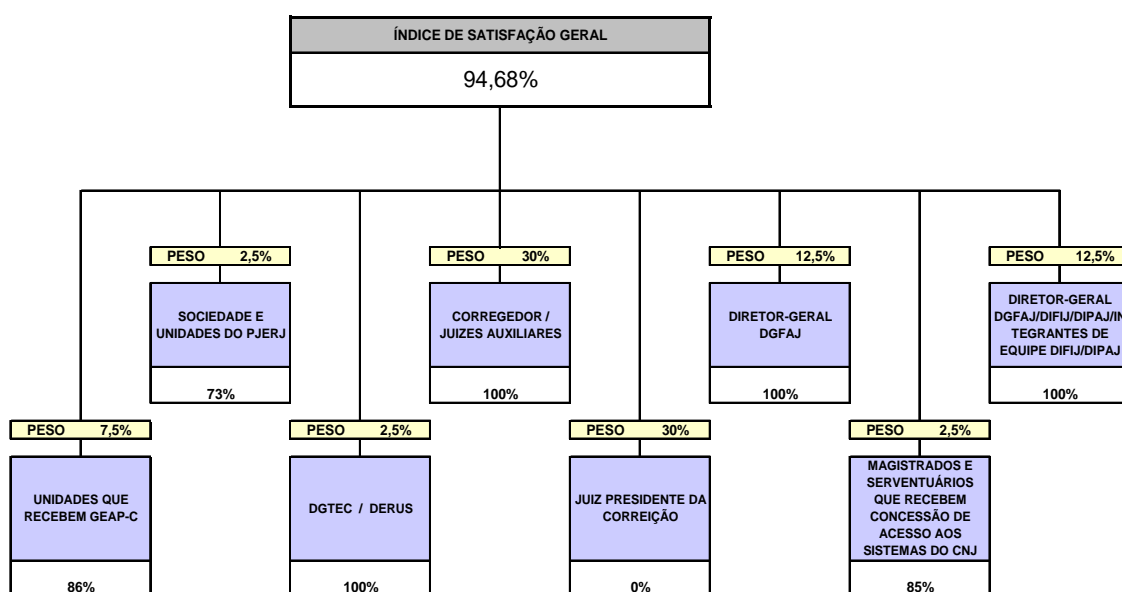 ÍNDICE DE SATISFAÇÃO GERAL
94,68%
PESO 2,5%
SOCIEDADE E
UNIDADES DO PJERJ
73%
PESO 30%
CORREGEDOR /
JUIZES AUXILIARES
100%
PESO 12,5%
DIRETOR-GERAL
DGFAJ
100%
PESO 12,5%
DIRETOR-GERAL
DGFAJ/DIFIJ/DIPAJ/IN
TEGRANTES DE
EQUIPE DIFIJ/DIPAJ
100%
PESO 7,5%
UNIDADES QUE
RECEBEM GEAP-C
86%
PESO 2,5%
DGTEC / DERUS
100%
PESO 30%
JUIZ PRESIDENTE DA
CORREIÇÃO
0%
PESO 2,5%
MAGISTRADOS E
SERVENTUÁRIOS
QUE RECEBEM
CONCESSÃO DE
ACESSO AOS
SISTEMAS DO CNJ
85%